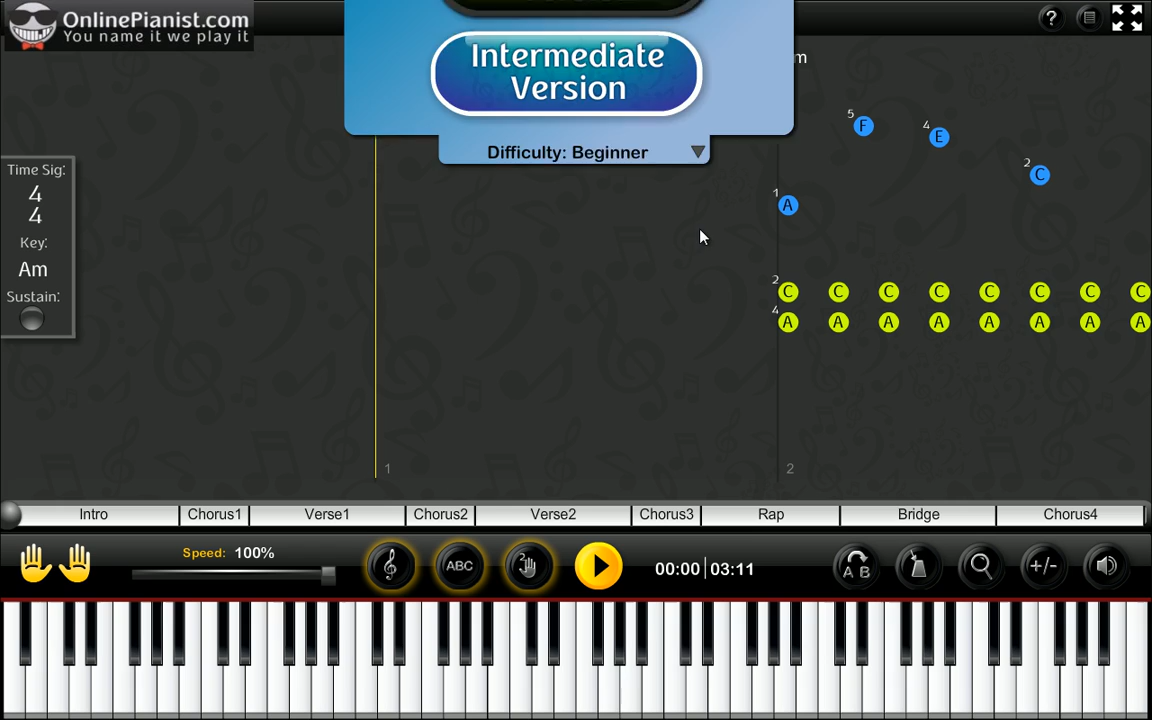 OnlinePianist.com
You name it we play it
?
Intermediate
Version
m
Difficulty: Beginner
5 F
4 E
2 C
1 A
Time Sig:
4
4
Key:
Am
Sustain:
2 C C C C C C C C
4 A A A A A A A A
1 2
Intro Chorus1 Verse1 Chorus2 Verse2 Chorus3 Rap Bridge Chorus4
Speed: 100%
ABC
2
00:00 | 03:11
A B
+/-